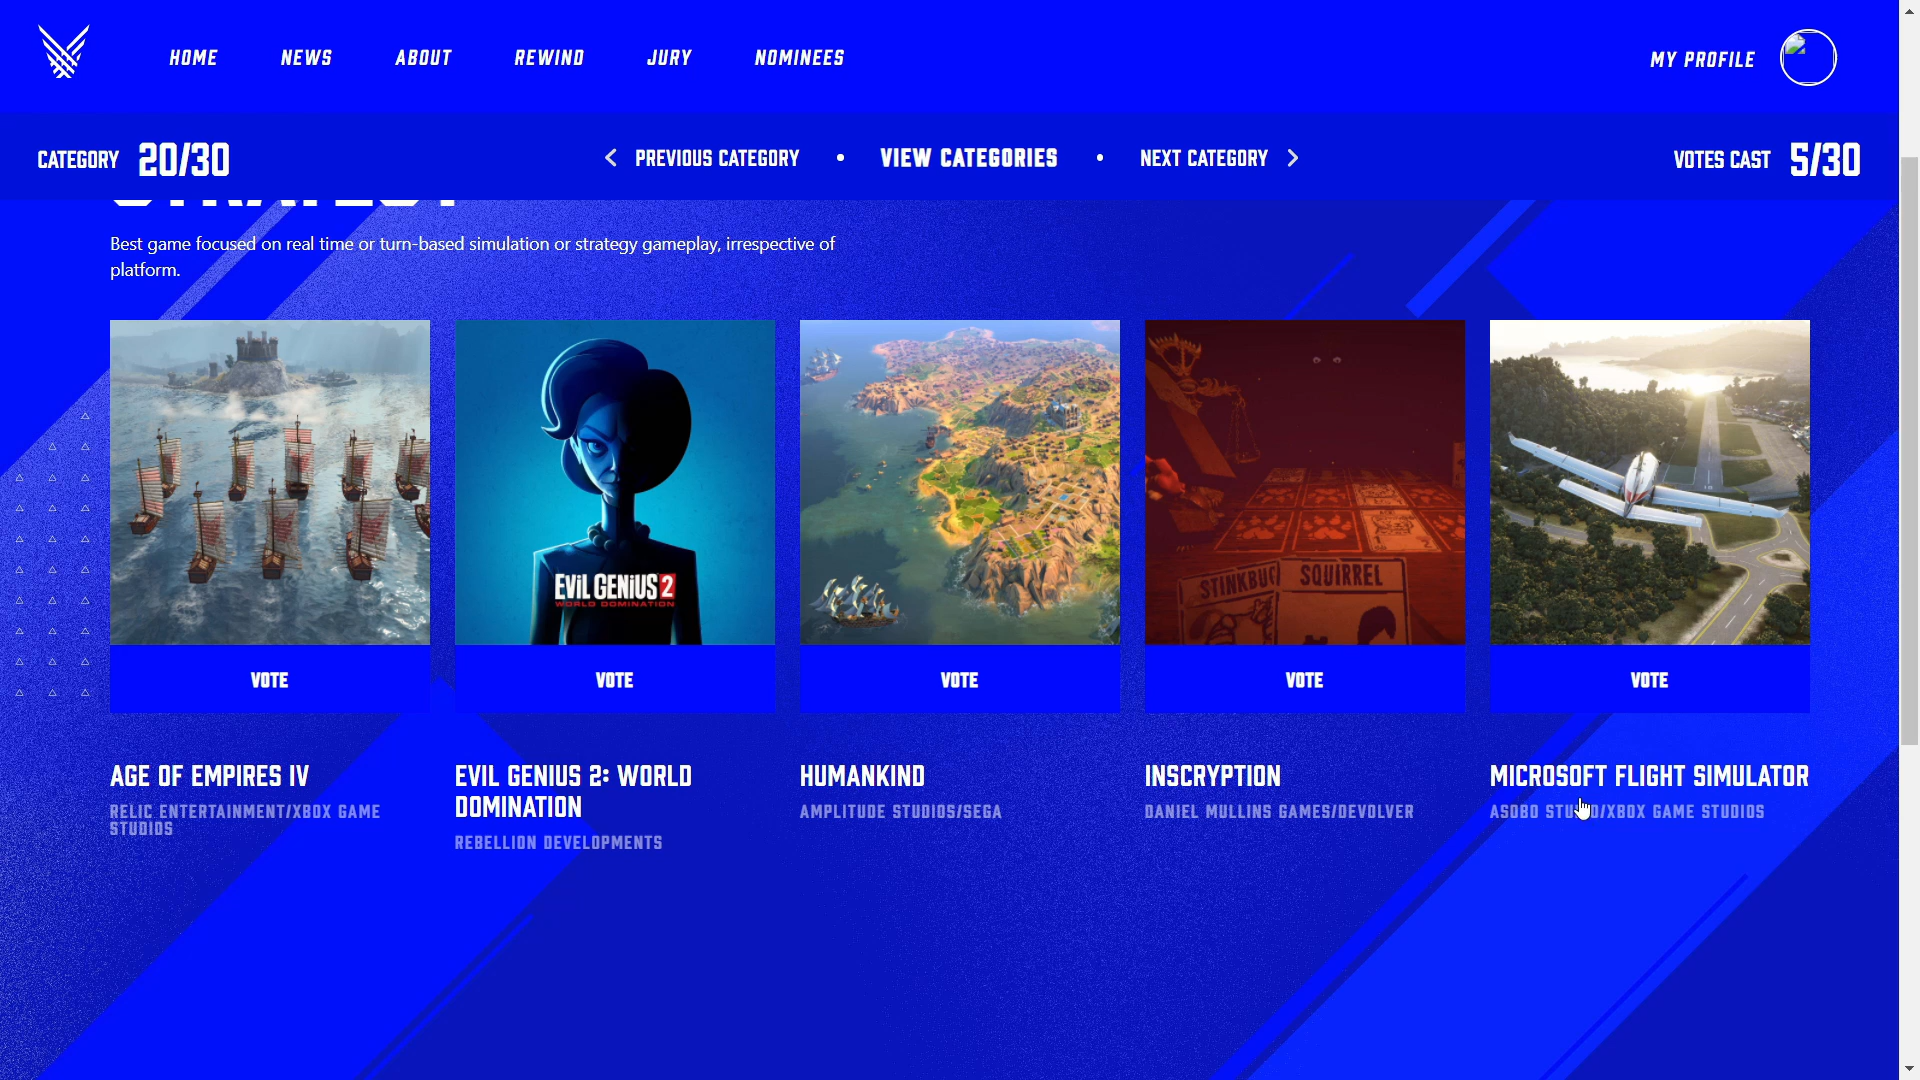 HOME NEWS ABOUT REWIND JURY NOMINEES MY PROFILE
CATEGORY 20/30 PREVIOUS CATEGORY • VIEW CATEGORIES • NEXT CATEGORY VOTES CAST 5/30
Best game focused on real time or turn-based simulation or strategy gameplay, irrespective of
platform.
EVIL GENIUS 2
WORLD DOMINATION
STINKBUG SQUIRREL
VOTE VOTE VOTE VOTE VOTE
AGE OF EMPIRES IV
RELIC ENTERTAINMENT/XBOX GAME
STUDIOS
EVIL GENIUS 2: WORLD
DOMINATION
REBELLION DEVELOPMENTS
HUMANKIND
AMPLITUDE STUDIOS/SEGA
INSCRYPTION
DANIEL MULLINS GAMES/DEVOLVER
MICROSOFT FLIGHT SIMULATOR
ASOBO STUDIO/XBOX GAME STUDIOS